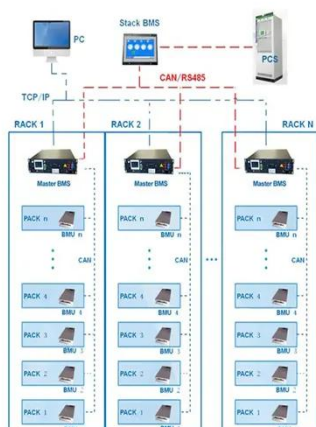 Stack BMS
PC
PCS
CAN/RS485
TCP/IP
RACK 1
RACK 2
RACK N
Master BMS
Master BMS
Master BMS
PACK n
BMU n
PACK n
BMU n
PACK n
BMU n
CAN
CAN
CAN
PACK 4
BMU 4
PACK 4
BMU 4
PACK 4
BMU 4
PACK 3
BMU 3
PACK 3
BMU 3
PACK 3
BMU 3
PACK 2
BMU 2
PACK 2
BMU 2
PACK 2
BMU 2
PACK 1
PACK 1
PACK 1